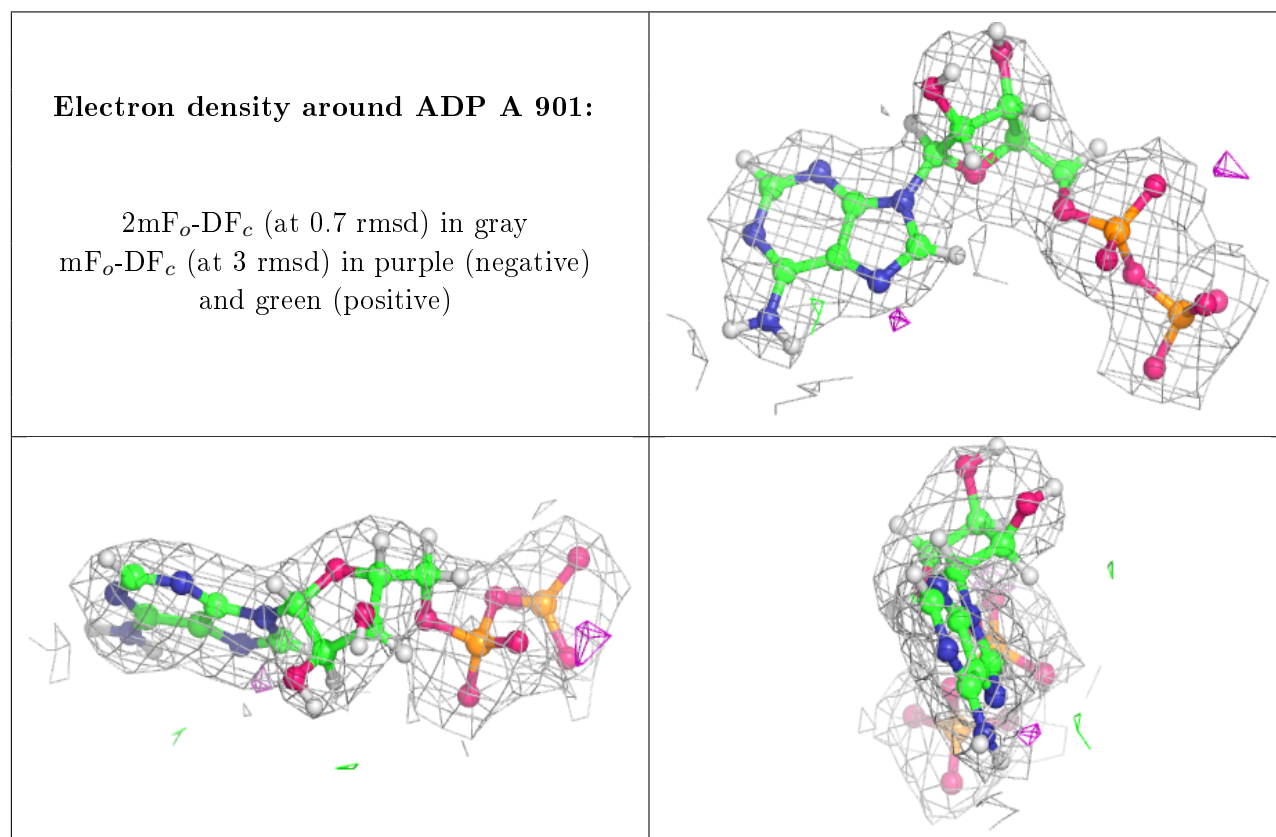 Electron density around ADP A 901:
2mFₒ-DF𝒸 (at 0.7 rmsd) in gray
mFₒ-DF𝒸 (at 3 rmsd) in purple (negative)
and green (positive)